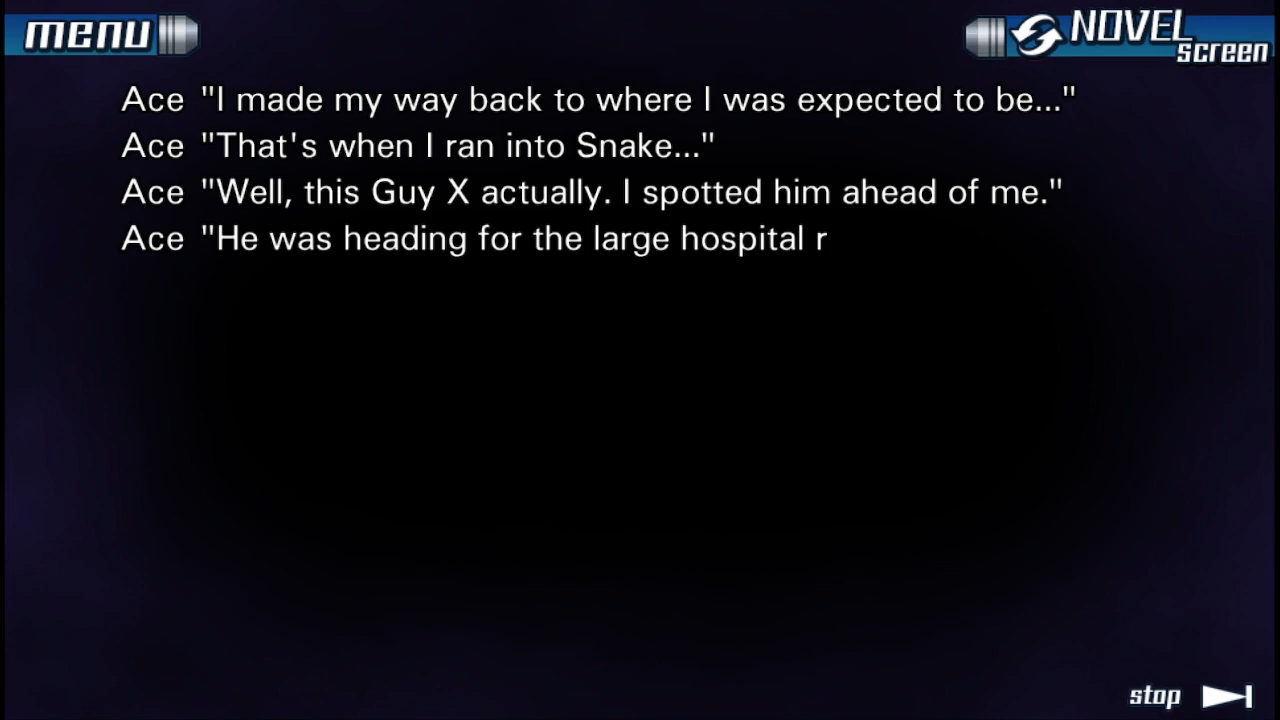 menu
NOVEL
screen
Ace "I made my way back to where I was expected to be..."
Ace "That's when I ran into Snake..."
Ace "Well, this Guy X actually. I spotted him ahead of me."
Ace "He was heading for the large hospital r
stop